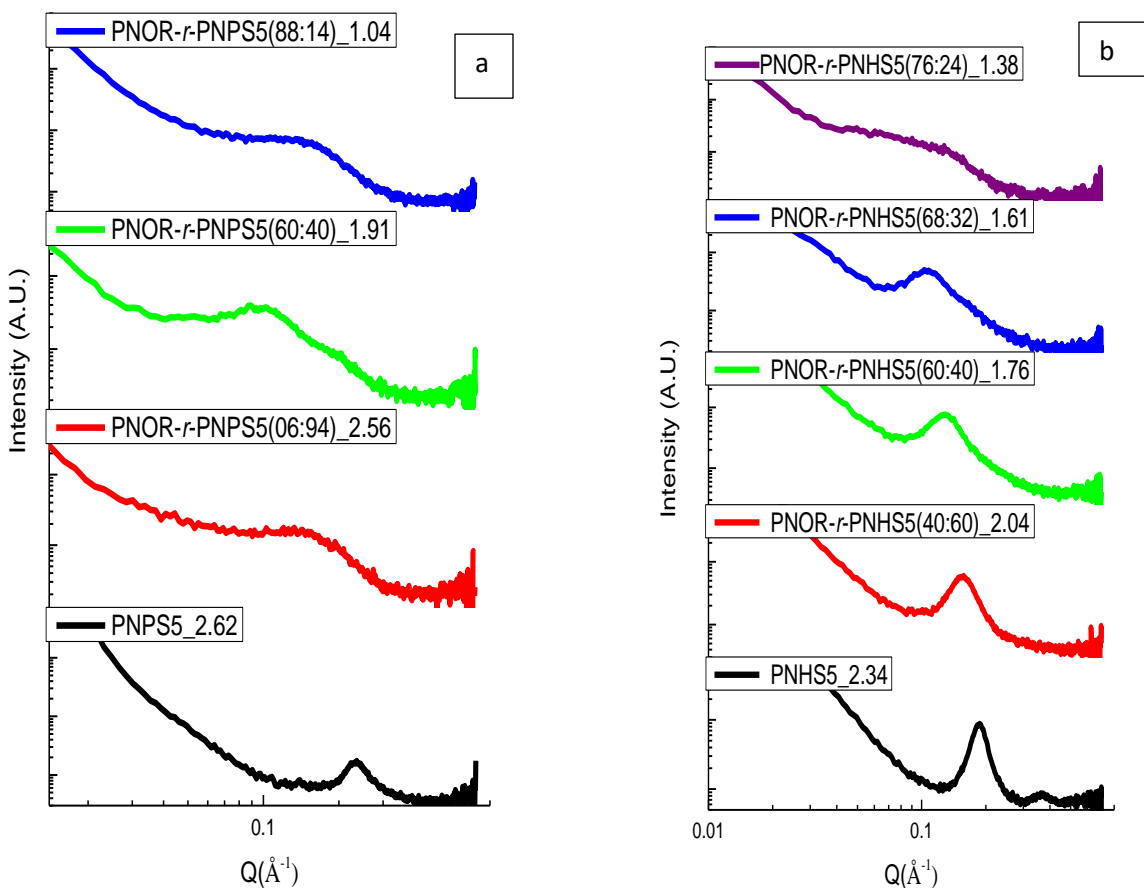 PNOR-r-PNPS5(88:14)_1.04
a
PNOR-r-PNPS5(60:40)_1.91
PNOR-r-PNPS5(06:94)_2.56
PNPS5_2.62
Intensity (A.U.)
0.1
Q(Å⁻¹)
b
PNOR-r-PNHS5(76:24)_1.38
PNOR-r-PNHS5(68:32)_1.61
PNOR-r-PNHS5(60:40)_1.76
PNOR-r-PNHS5(40:60)_2.04
PNHS5_2.34
Intensity (A.U.)
0.01
0.1
1
Q(Å⁻¹)